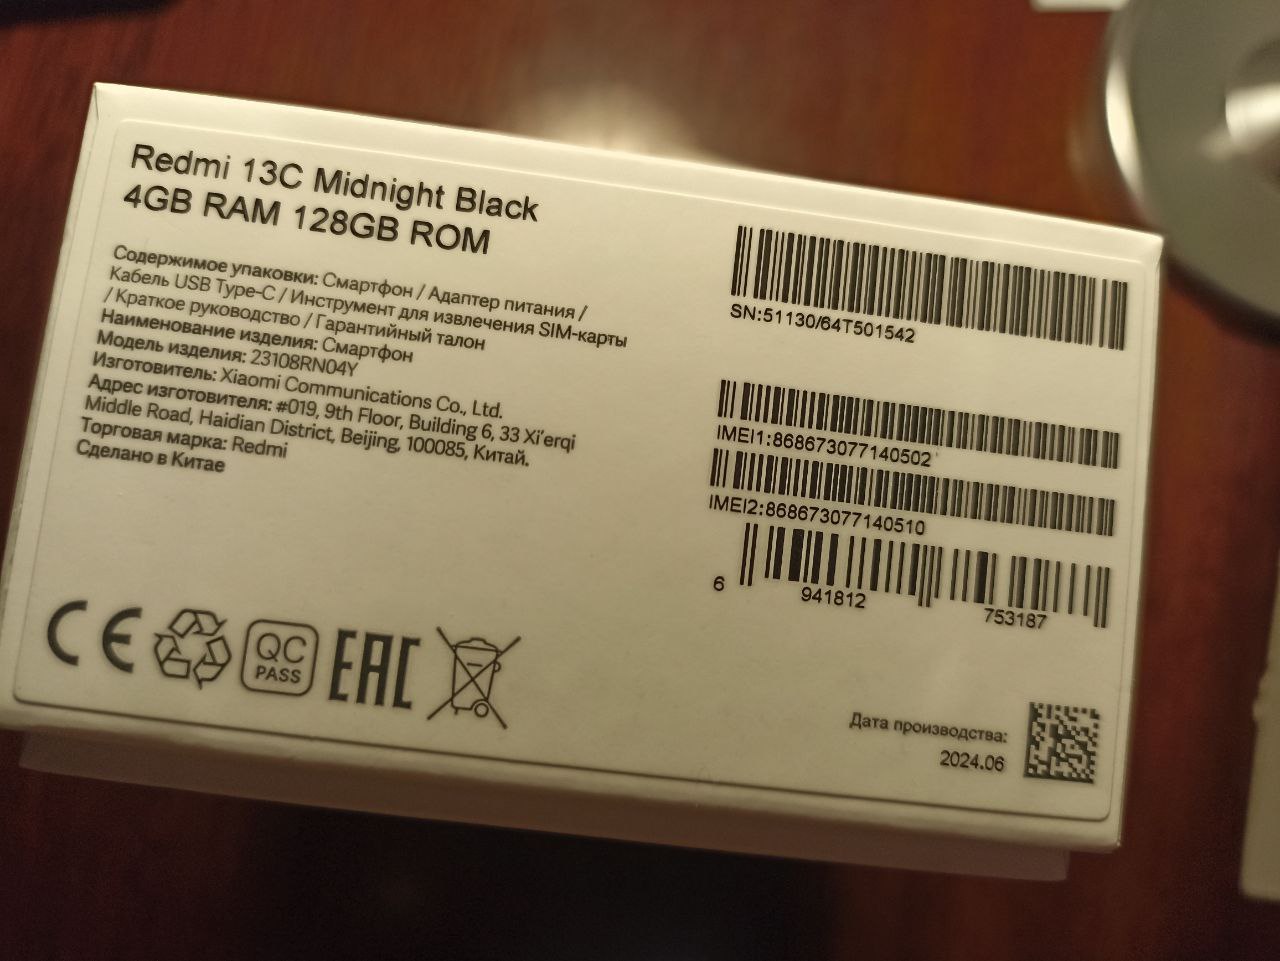 Redmi 13C Midnight Black
4GB RAM 128GB ROM
Содержимое упаковки: Смартфон / Адаптер питания /
Кабель USB Type-C / Инструмент для извлечения SIM-карты
/ Краткое руководство / Гарантийный талон
Наименование изделия: Смартфон
Модель изделия: 23108RN04Y
Изготовитель: Xiaomi Communications Co., Ltd.
Адрес изготовителя: #019, 9th Floor, Building 6, 33 Xi'erqi
Middle Road, Haidian District, Beijing, 100085, Китай.
Торговая марка: Redmi
Сделано в Китае
SN:51130/64T501542
IMEI1:868673077140502
IMEI2:868673077140510
6 941812 753187
CE QC PASS EAC
Дата производства:
2024.06